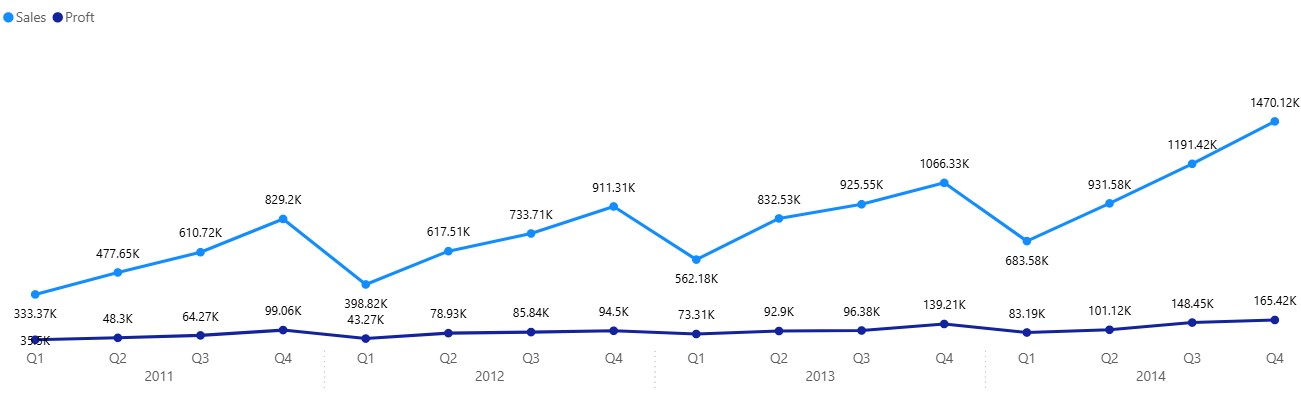 Sales Proft
1470.12K
1191.42K
1066.33K
925.55K 931.58K
911.31K
829.2K 832.53K
733.71K
610.72K 617.51K
477.65K
683.58K
562.18K
398.82K
333.37K
165.42K
148.45K
139.21K
101.12K
99.06K 94.5K 96.38K
92.9K
85.84K
83.19K
78.93K
73.31K
64.27K
48.3K 43.27K
35.5K
Q1 Q2 Q3 Q4 Q1 Q2 Q3 Q4 Q1 Q2 Q3 Q4 Q1 Q2 Q3 Q4
2011 2012 2013 2014